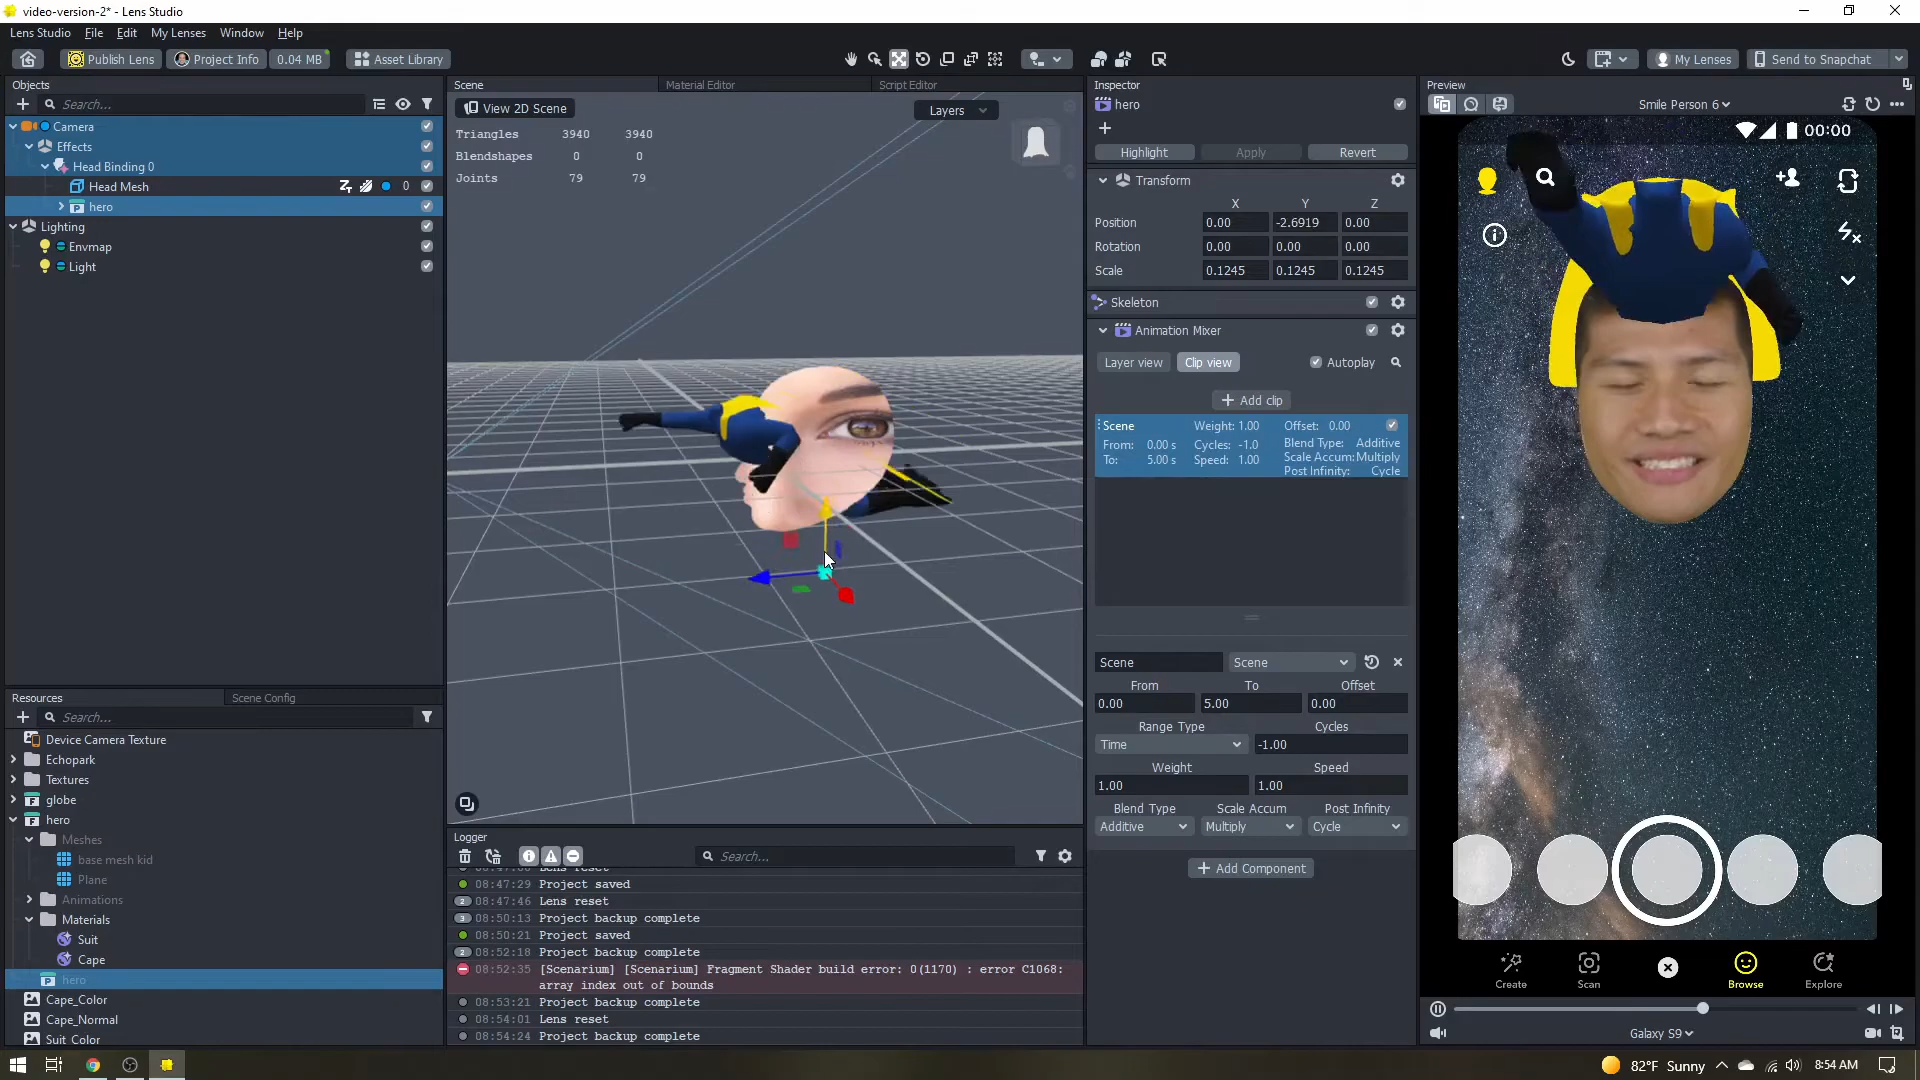 video-version-2* - Lens Studio
Lens Studio File Edit My Lenses Window Help
Publish Lens Project Info 0.04 MB Asset Library My Lenses Send to Snapchat
Objects
Search...
Camera
Effects
Head Binding 0
Head Mesh 0
hero
Lighting
Envmap
Light
Resources Scene Config
Search...
Device Camera Texture
Echopark
Textures
globe
hero
Meshes
base mesh kid
Plane
Animations
Materials
Suit
Cape
hero
Cape_Color
Cape_Normal
Suit_Color
Scene Material Editor Script Editor
View 2D Scene Layers
Triangles 3940 3940
Blendshapes 0 0
Joints 79 79
Logger
Search...
Lens reset
08:47:29 Project saved
2 08:47:46 Lens reset
3 08:50:13 Project backup complete
08:50:21 Project saved
2 08:52:18 Project backup complete
08:52:35 [Scenarium] [Scenarium] Fragment Shader build error: 0(1170) : error C1068:
array index out of bounds
08:53:21 Project backup complete
08:54:01 Lens reset
08:54:24 Project backup complete
Inspector
hero
Highlight Apply Revert
Transform
X Y Z
Position 0.00 -2.6919 0.00
Rotation 0.00 0.00 0.00
Scale 0.1245 0.1245 0.1245
Skeleton
Animation Mixer
Layer view Clip view Autoplay
Add clip
Scene Weight: 1.00 Offset: 0.00
From: 0.00 s Cycles: -1.0 Blend Type: Additive
To: 5.00 s Speed: 1.00 Scale Accum: Multiply
Post Infinity: Cycle
Scene Scene
From To Offset
0.00 5.00 0.00
Range Type Cycles
Time -1.00
Weight Speed
1.00 1.00
Blend Type Scale Accum Post Infinity
Additive Multiply Cycle
Add Component
Preview
Smile Person 6
00:00
Create Scan Browse Explore
Galaxy S9
82°F Sunny 8:54 AM